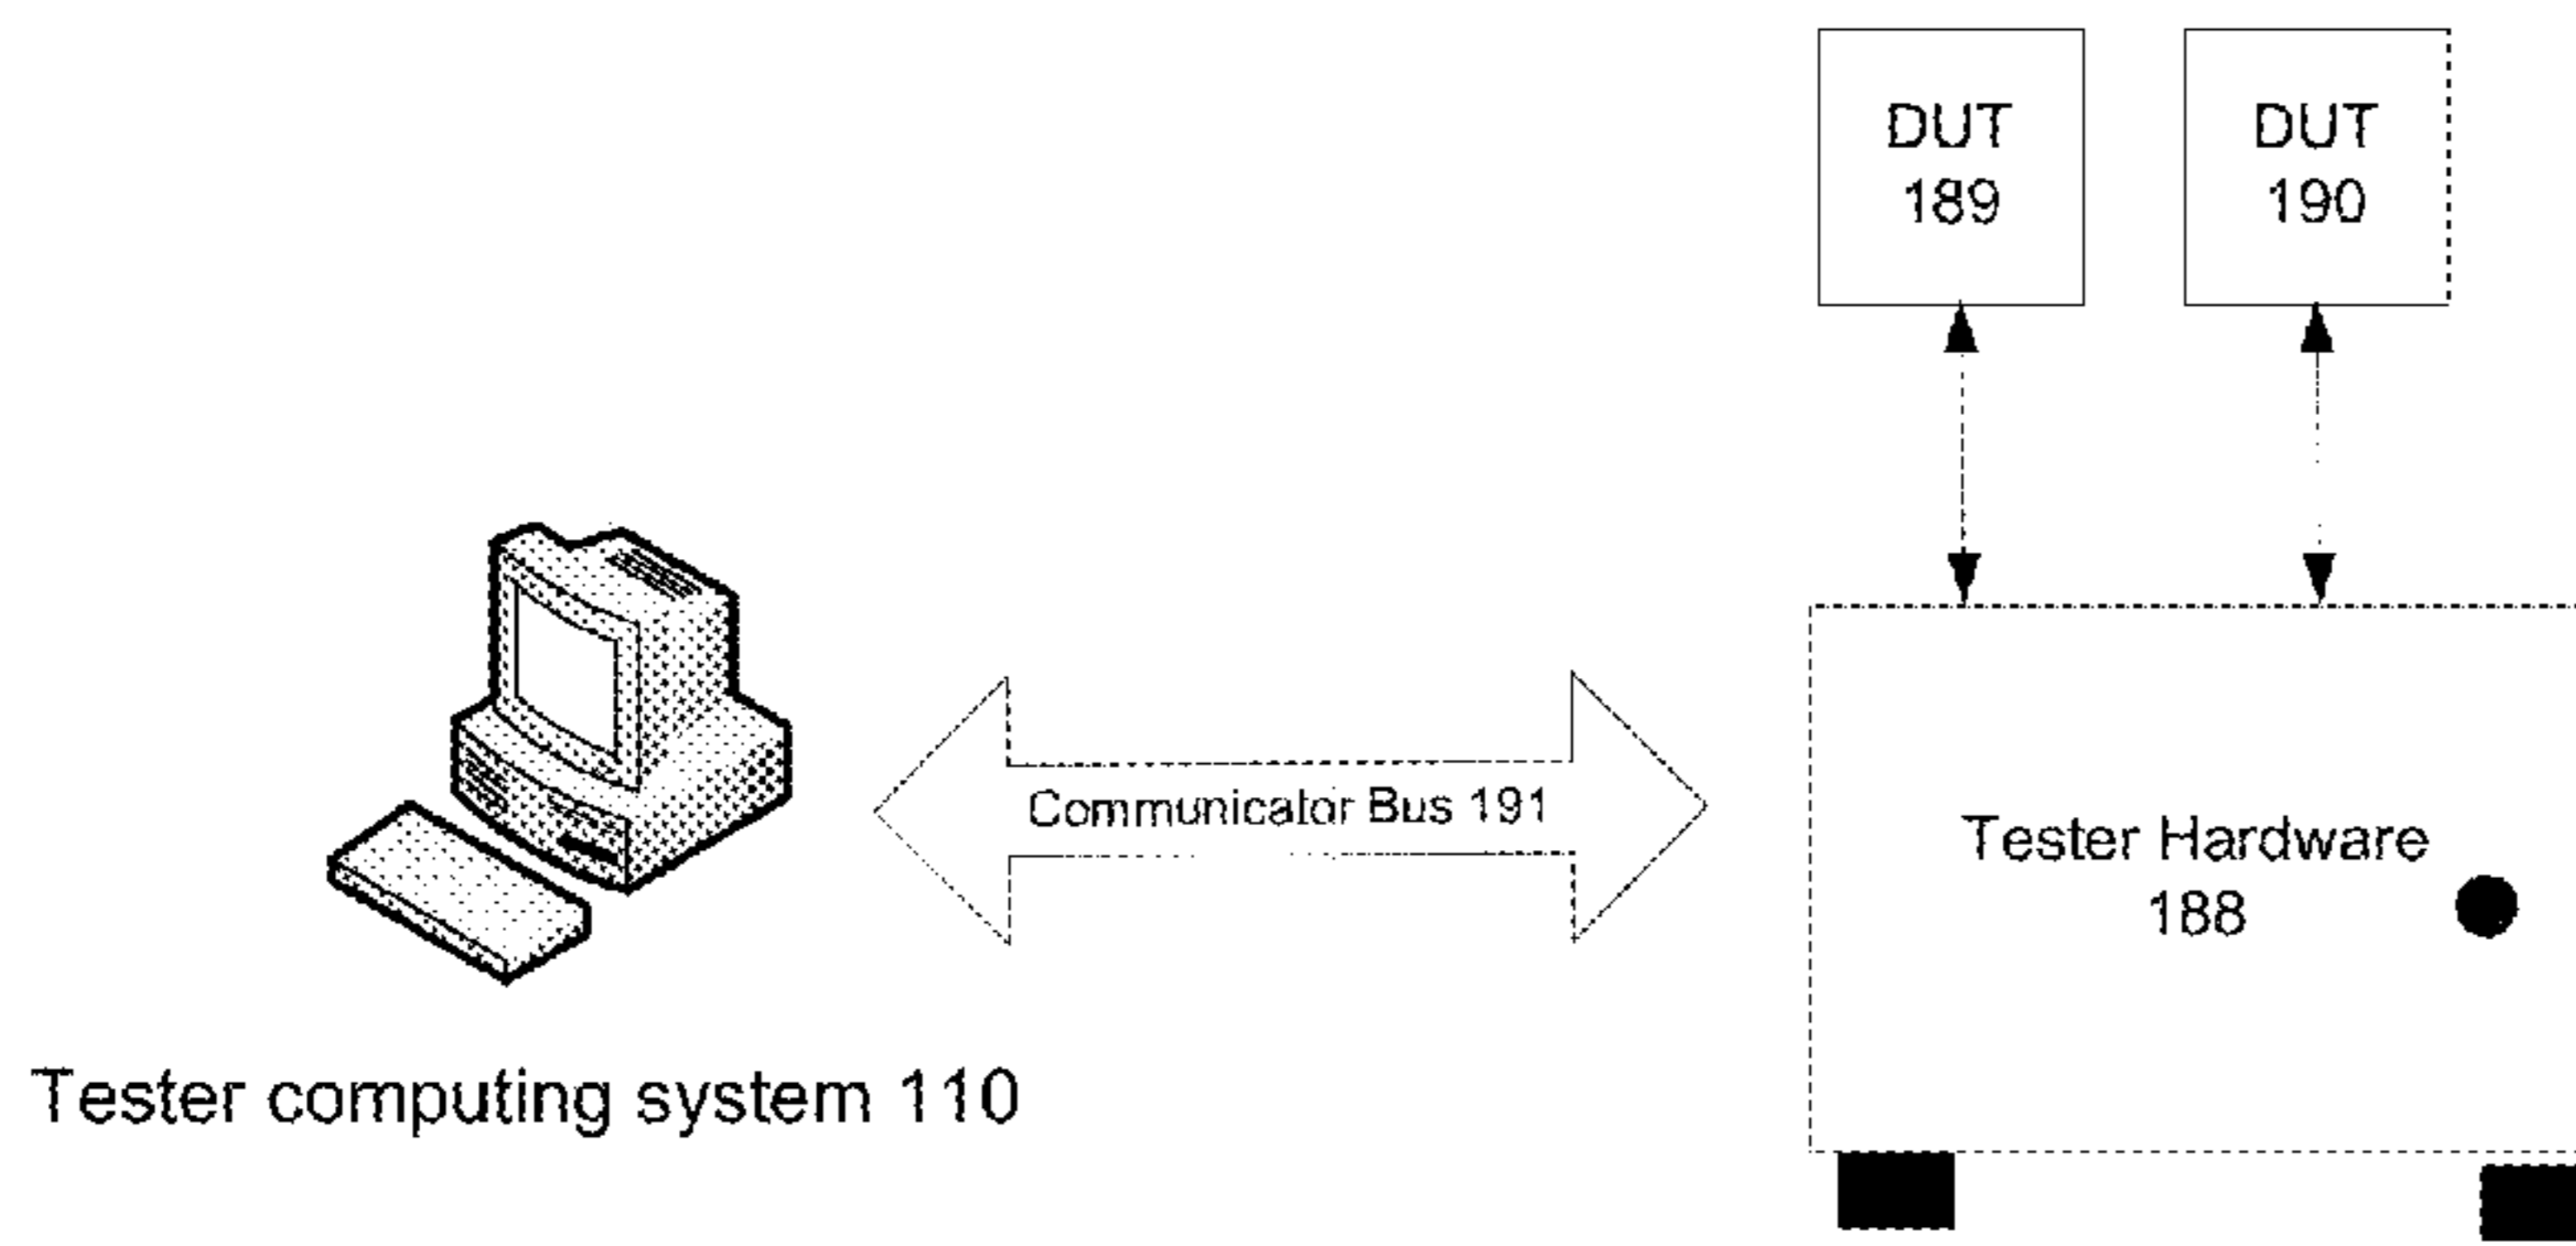 DUT
189
DUT
190
Communicator Bus 191
Tester Hardware
188
Tester computing system 110